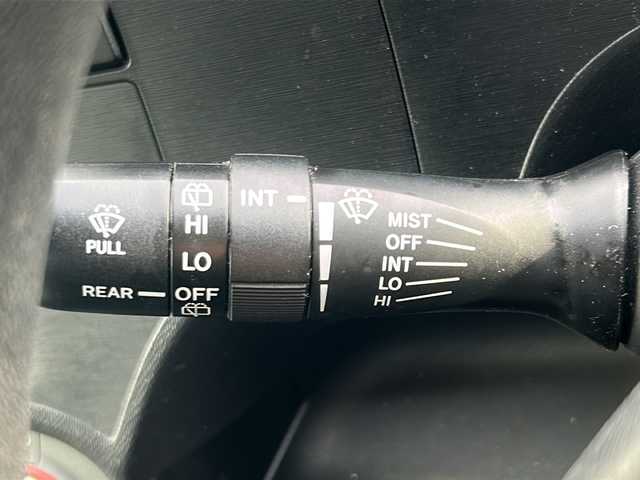 PULL
REAR
HI
LO
OFF
INT
MIST
OFF
INT
LO
HI